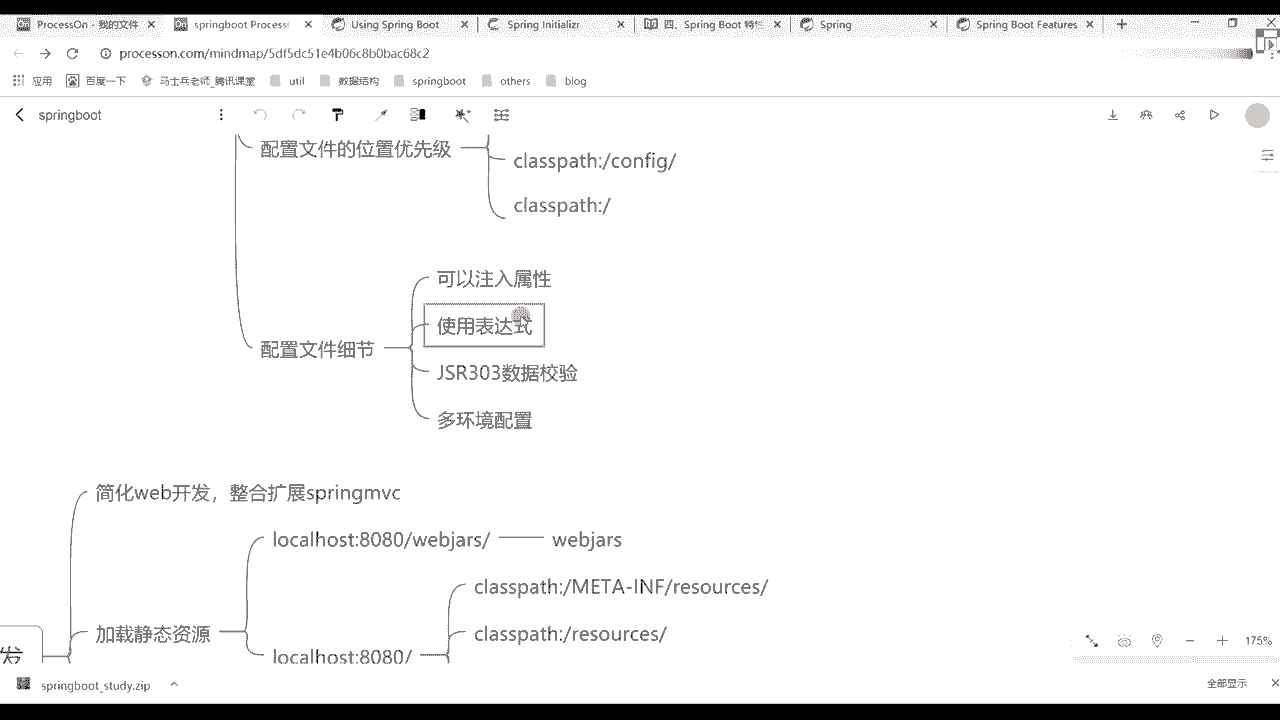 ProcessOn - 我的文件
springboot Process
Using Spring Boot
Spring Initializr
四、Spring Boot 特
Spring
Spring Boot Features
processon.com/mindmap/5df5dc51e4b06c8b0bac68c2
应用
百度一下
马士兵老师_腾讯课堂
util
数据结构
springboot
others
blog
springboot
配置文件的位置优先级
classpath:/config/
classpath:/
可以注入属性
使用表达式
配置文件细节
JSR303数据校验
多环境配置
简化web开发，整合扩展springmvc
localhost:8080/webjars/
webjars
classpath:/META-INF/resources/
加载静态资源
classpath:/resources/
发
localhost:8080/
175%
springboot_study.zip
全部显示